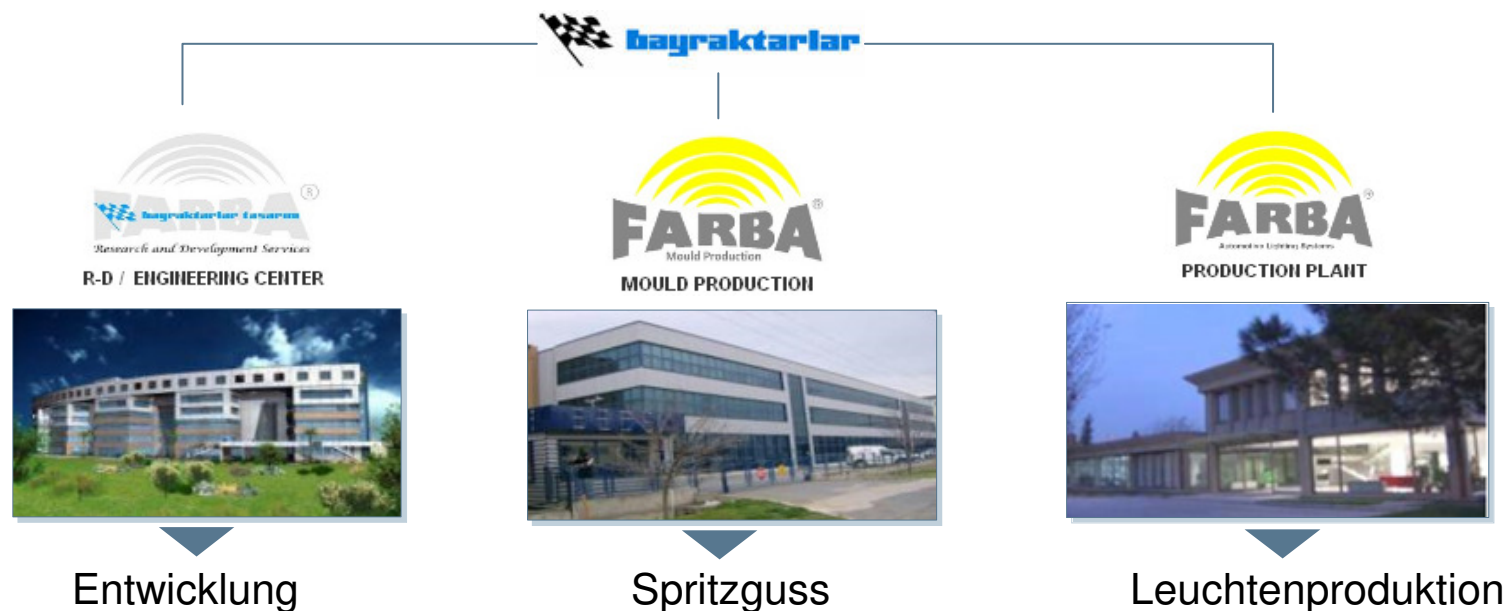 bayraktarlar
FARBA ®
bayraktarlar tasarım
Research and Development Services
R-D / ENGINEERING CENTER
FARBA ®
Mould Production
MOULD PRODUCTION
FARBA ®
Automotive Lighting Systems
PRODUCTION PLANT
Entwicklung
Spritzguss
Leuchtenproduktion